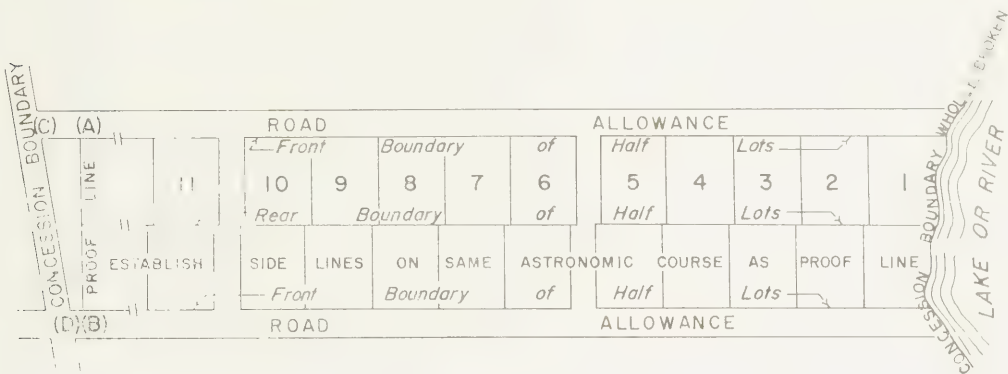 CONCESSION BOUNDARY
(C) (A)
ROAD ALLOWANCE
Front Boundary of Half Lots
PROOF LINE
11 10 9 8 7 6 5 4 3 2 1
Rear Boundary of Half Lots
ESTABLISH SIDE LINES ON SAME ASTRONOMIC COURSE AS PROOF LINE
Front Boundary of Half Lots
(D)(B)
ROAD ALLOWANCE
CONCESSION BOUNDARY BROKEN
LAKE OR RIVER